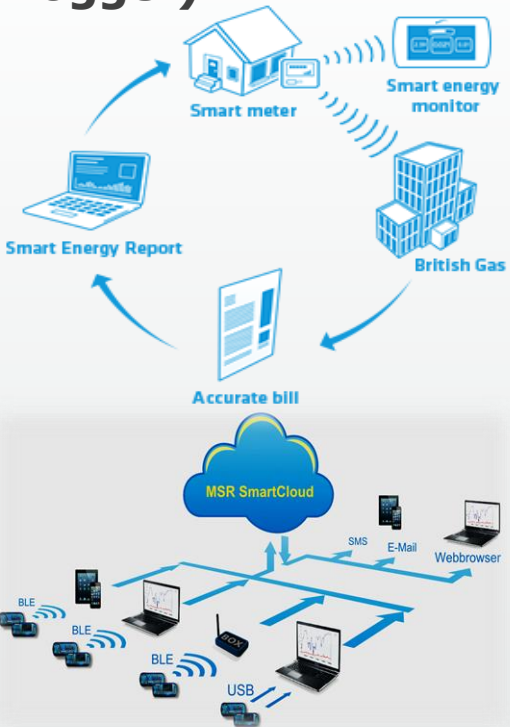 Smart meter
Smart energy
monitor
Smart Energy Report
British Gas
Accurate bill
MSR SmartCloud
SMS
E-Mail
Webbrowser
BLE
BLE
BLE
BOX
USB